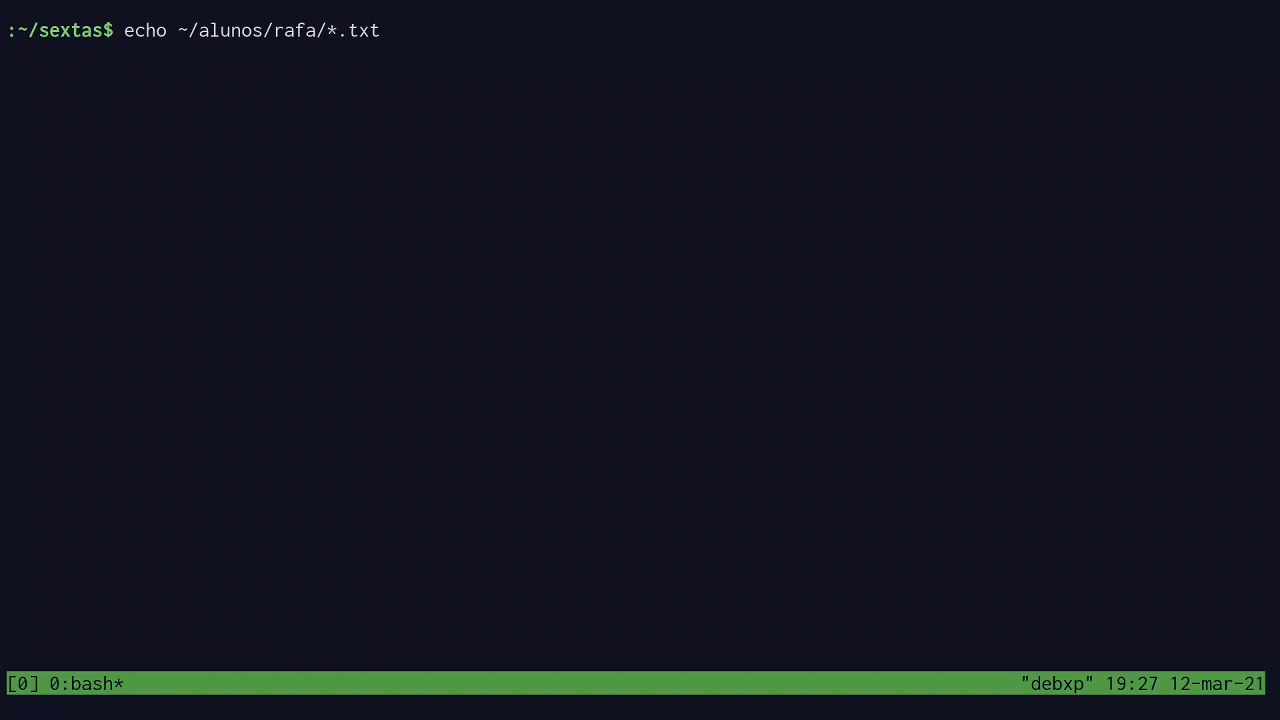 :~/sextas$ echo ~/alunos/rafa/*.txt
[0] 0:bash* "debxp" 19:27 12-mar-21